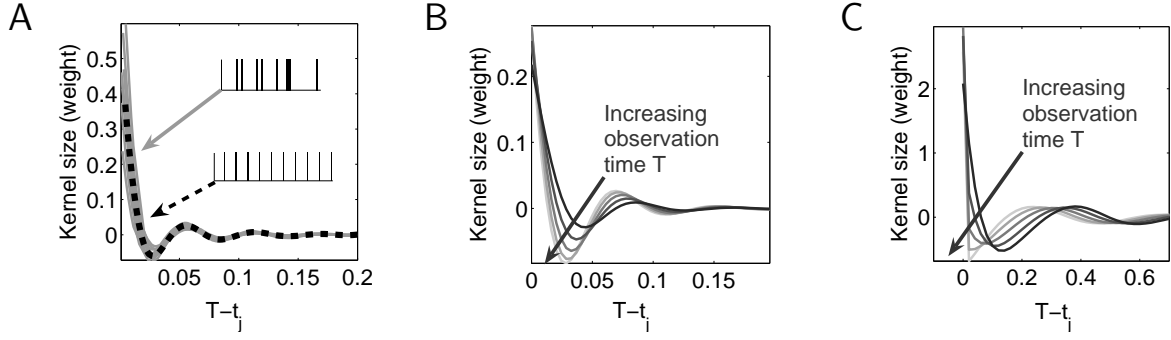 A
Kernel size (weight)
0.5
0.4
0.3
0.2
0.1
0
0.05
0.1
0.15
0.2
T−tj
B
Kernel size (weight)
0.2
0.1
0
Increasing
observation
time T
0
0.05
0.1
0.15
T−ti
C
Kernel size (weight)
2
1
0
Increasing
observation
time T
0
0.2
0.4
0.6
T−ti